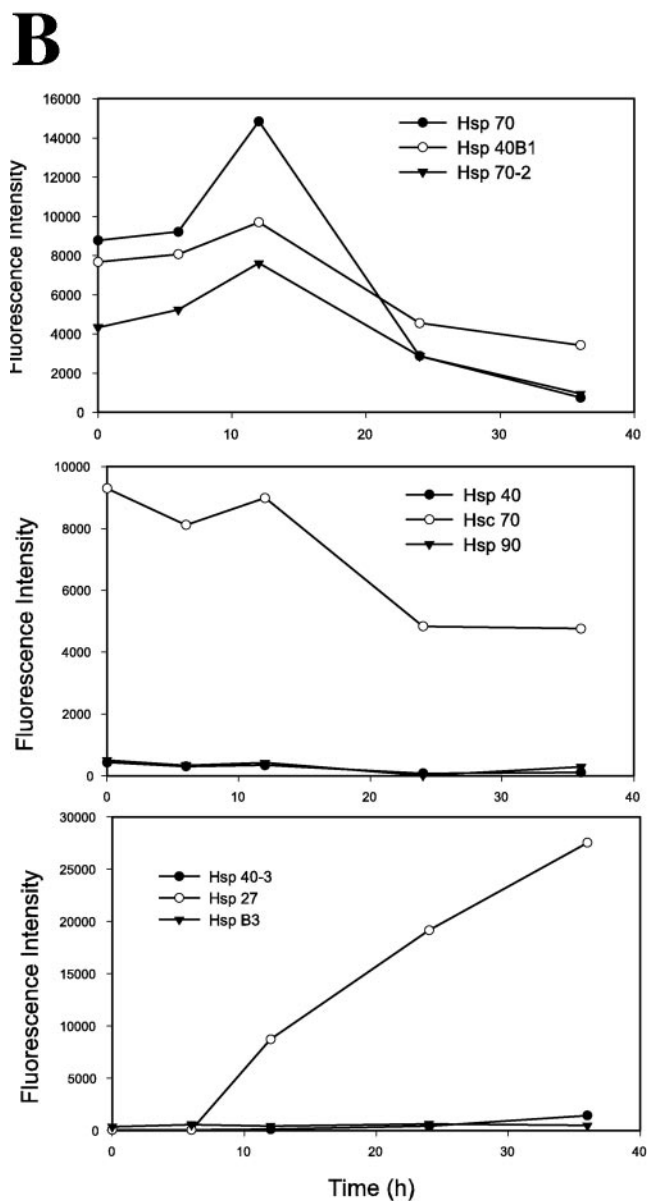 B
16000
14000
12000
10000
8000
6000
4000
2000
0
Fluorescence Intensity
Hsp 70
Hsp 40B1
Hsp 70-2
0 10 20 30 40
10000
8000
6000
4000
2000
0
Fluorescence Intensity
Hsp 40
Hsc 70
Hsp 90
0 10 20 30 40
30000
25000
20000
15000
10000
5000
0
Fluorescence Intensity
Hsp 40-3
Hsp 27
Hsp B3
0 10 20 30 40
Time (h)